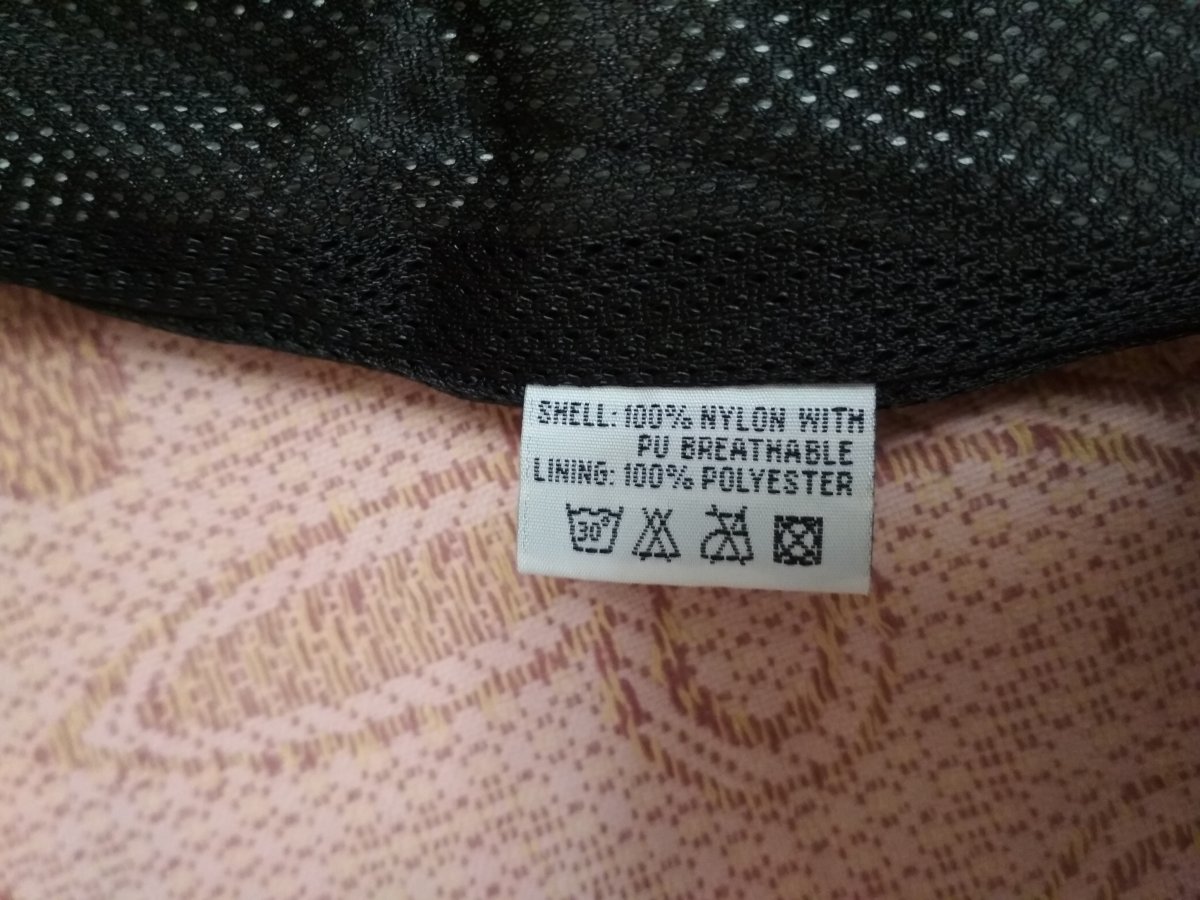 SHELL: 100% NYLON WITH
PU BREATHABLE
LINING: 100% POLYESTER
30°